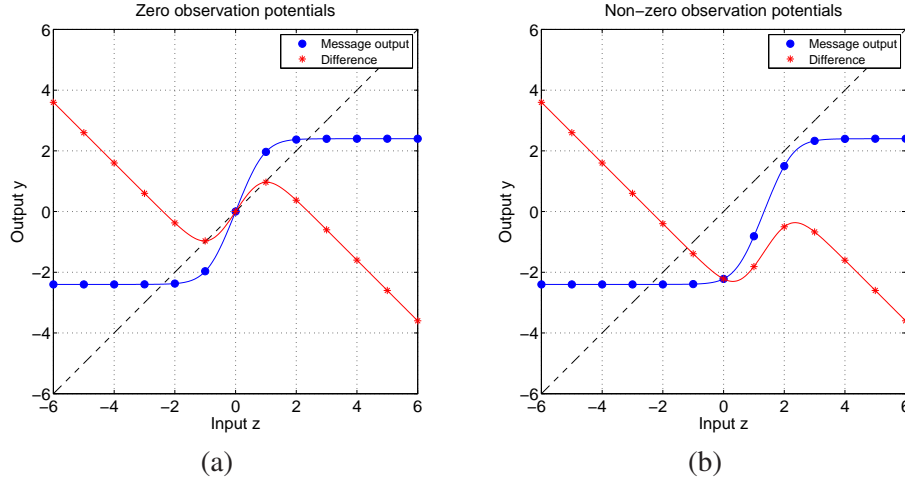 Zero observation potentials
Message output
Difference
6
4
2
0
−2
−4
−6
Output y
−6
−4
−2
0
2
4
6
Input z
(a)
Non−zero observation potentials
Message output
Difference
6
4
2
0
−2
−4
−6
Output y
−6
−4
−2
0
2
4
6
Input z
(b)